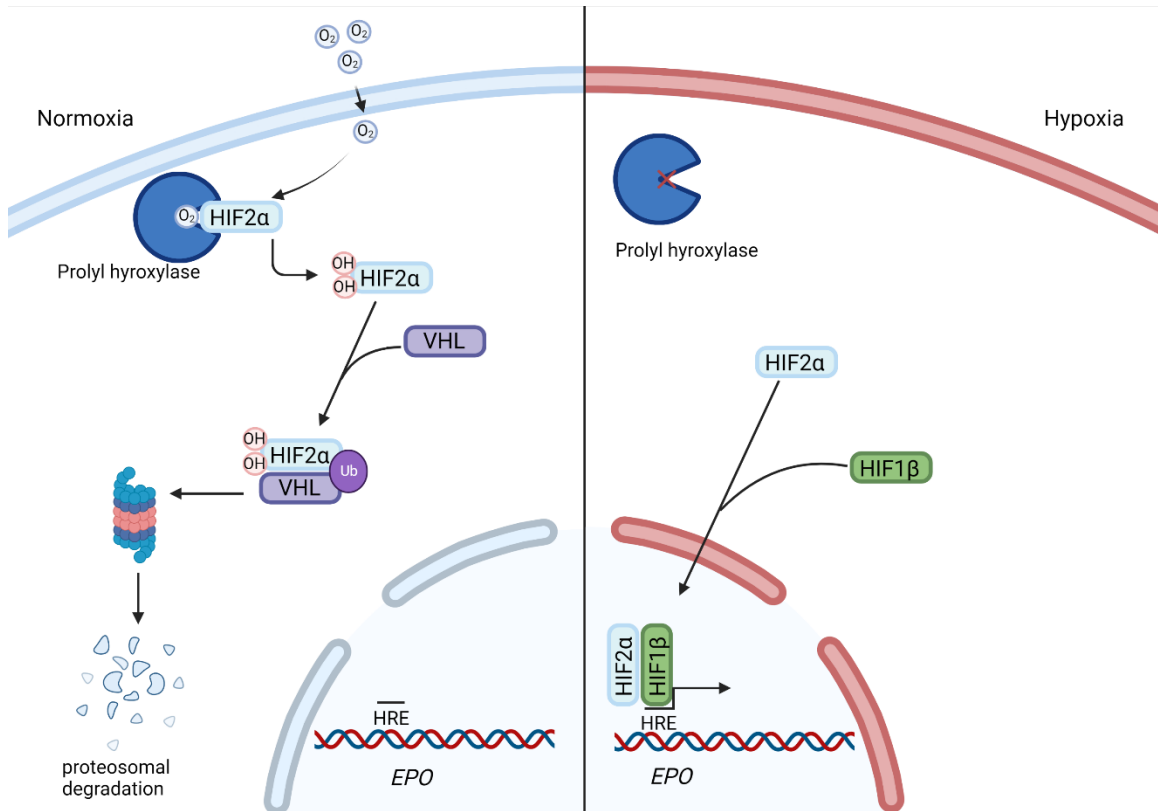 Normoxia
O2
O2
O2
O2
O2
HIF2α
Prolyl hyroxylase
OH
OH
HIF2α
VHL
OH
OH
HIF2α
VHL
Ub
proteosomal
degradation
HRE
EPO
Hypoxia
Prolyl hyroxylase
HIF2α
HIF1β
HIF2α
HIF1β
HRE
EPO